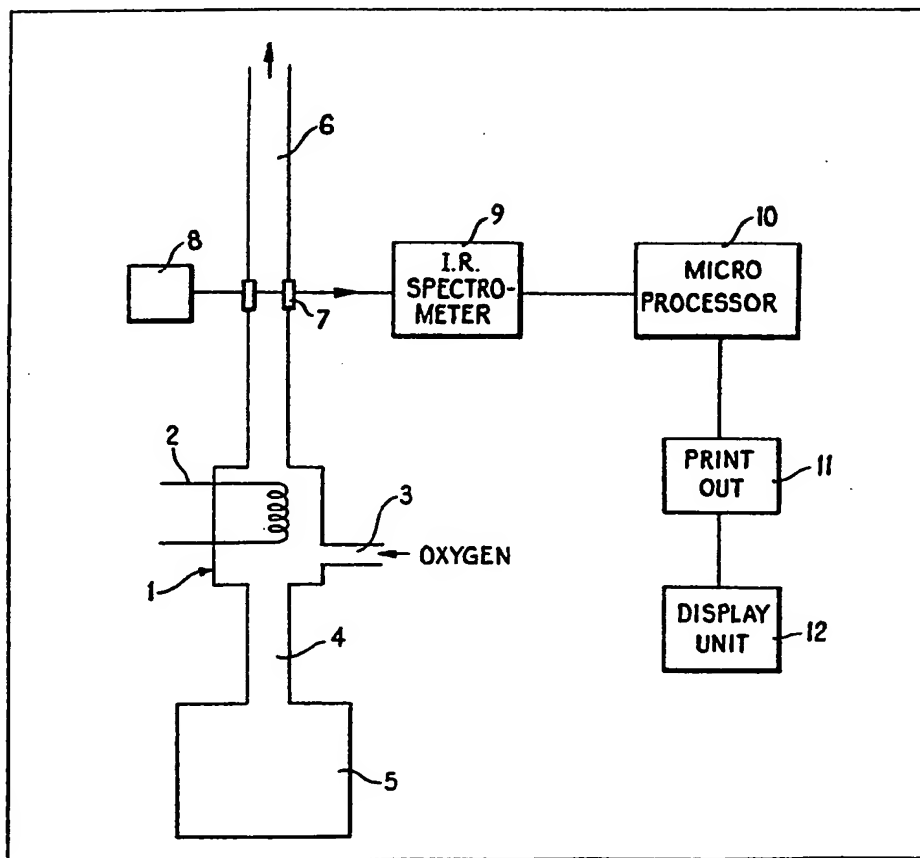 6
8
9
I.R.
SPECTRO-
METER
10
MICRO
PROCESSOR
7
2
3
OXYGEN
1
PRINT
OUT
11
4
DISPLAY
UNIT
12
5